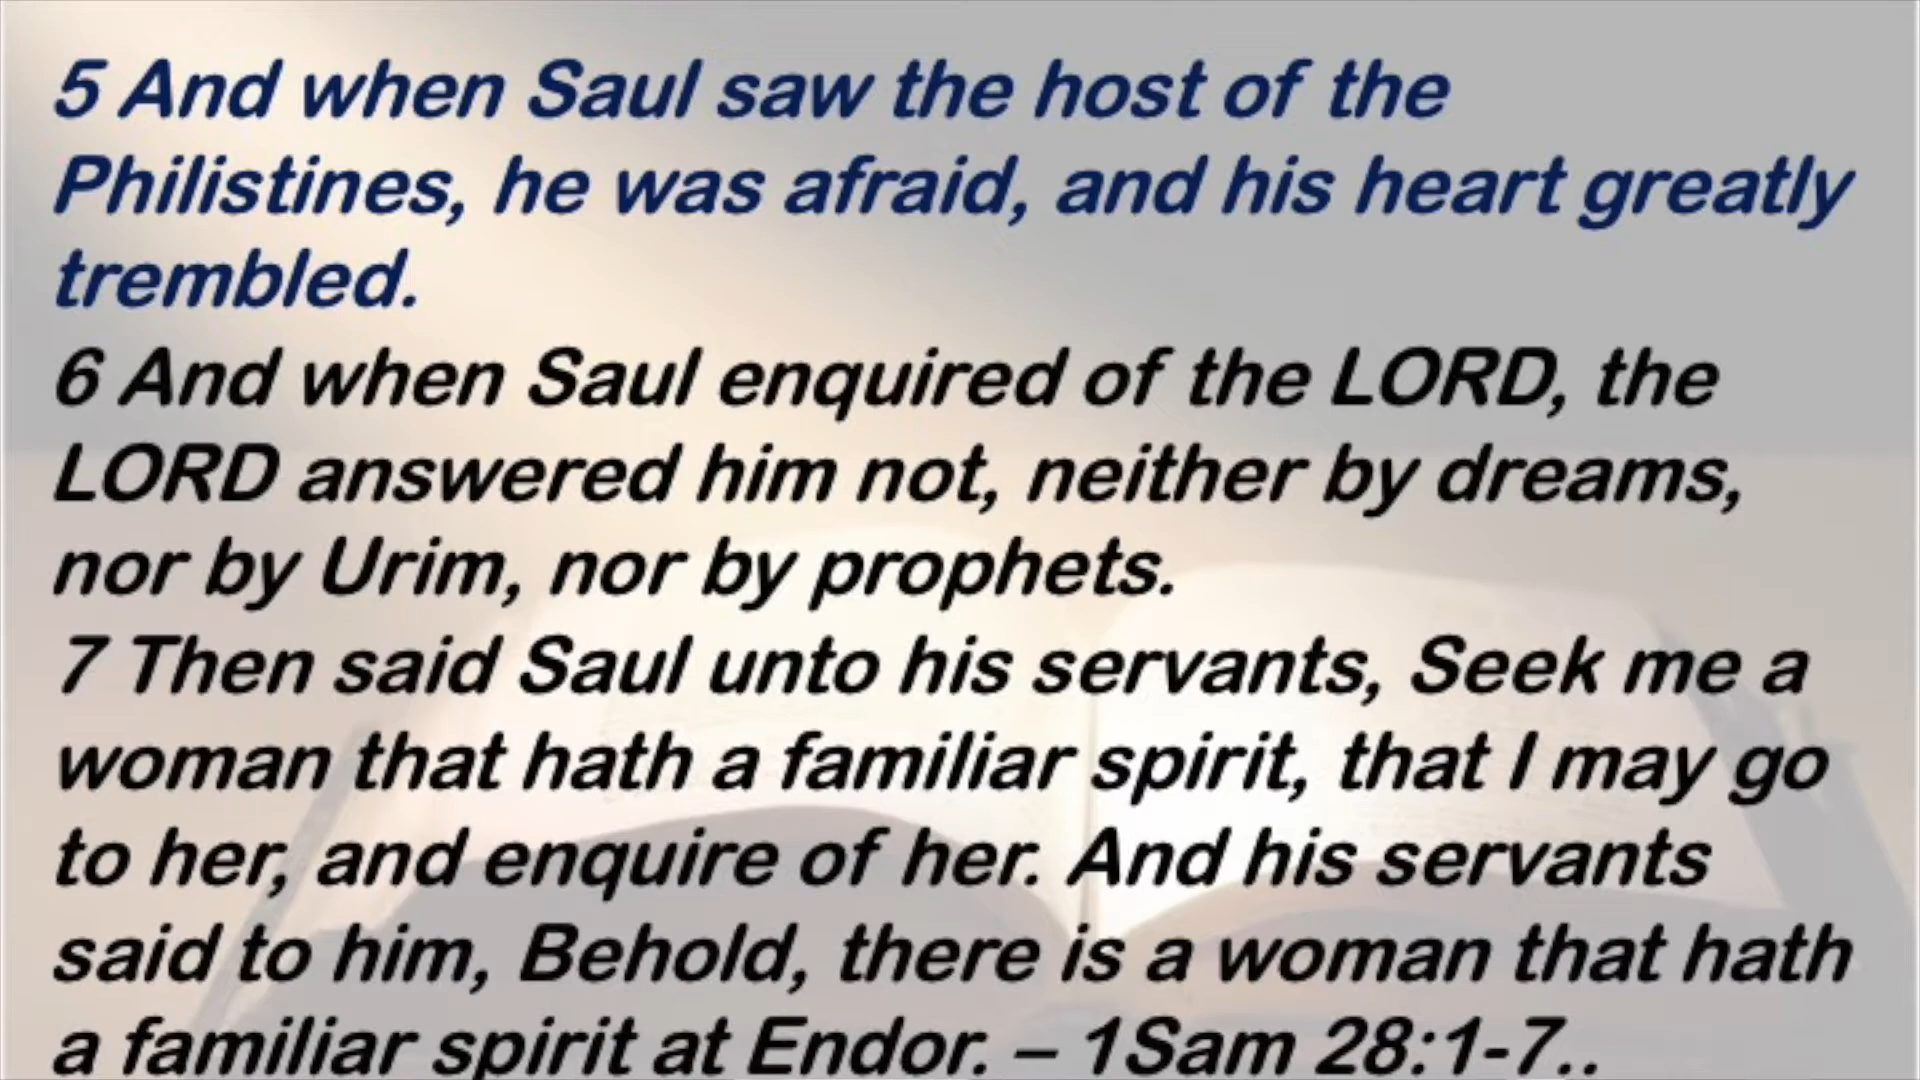 5 And when Saul saw the host of the
Philistines, he was afraid, and his heart greatly
trembled.
6 And when Saul enquired of the LORD, the
LORD answered him not, neither by dreams,
nor by Urim, nor by prophets.
7 Then said Saul unto his servants, Seek me a
woman that hath a familiar spirit, that I may go
to her, and enquire of her. And his servants
said to him, Behold, there is a woman that hath
a familiar spirit at Endor. – 1Sam 28:1-7..